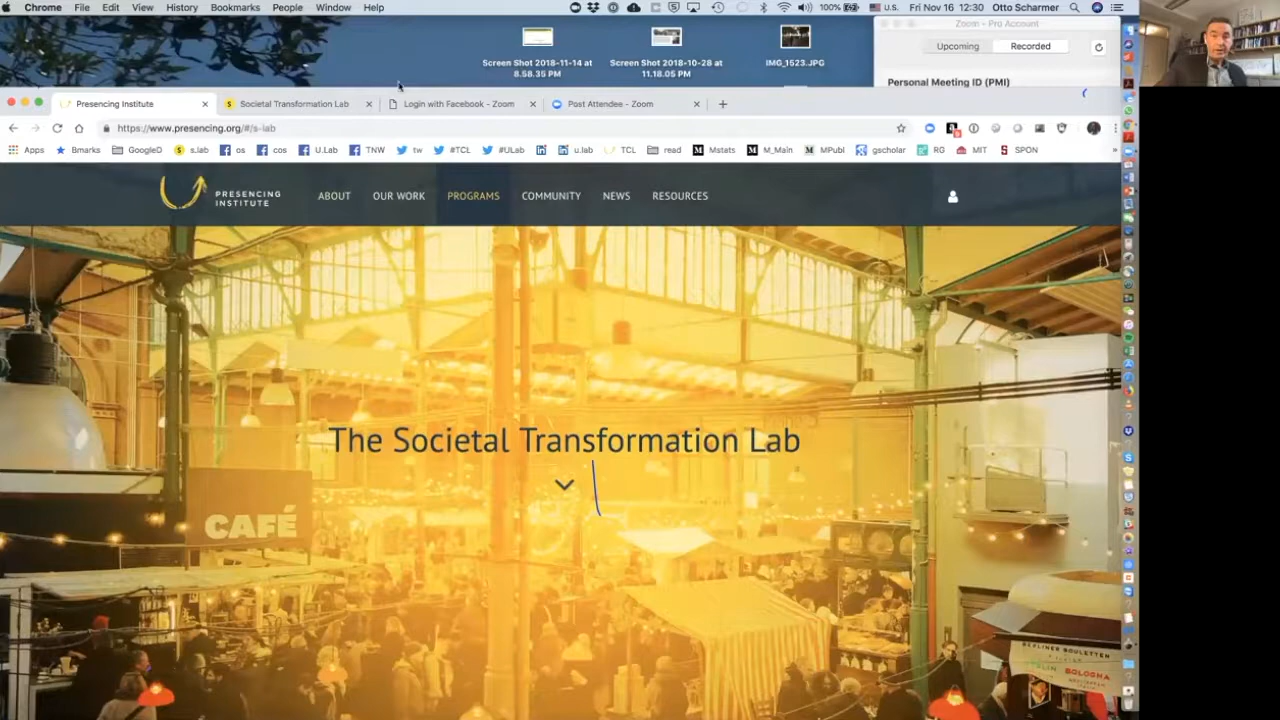 Chrome File Edit View History Bookmarks People Window Help
100% U.S. Fri Nov 16 12:30 Otto Scharmer
Screen Shot 2018-11-14 at 8.58.35 PM
Screen Shot 2018-10-28 at 11.18.05 PM
IMG_1523.JPG
Zoom - Pro Account
Upcoming Recorded
Personal Meeting ID (PMI)
Presencing Institute
Societal Transformation Lab
Login with Facebook - Zoom
Post Attendee - Zoom
https://www.presencing.org/#/s-lab
Apps Bmarks GoogleD s.lab os cos U.Lab TNW tw #TCL #ULab u.lab TCL read Mstats M_Main MPubl gscholar RG MIT SPON
PRESENCING
INSTITUTE
ABOUT OUR WORK PROGRAMS COMMUNITY NEWS RESOURCES
The Societal Transformation Lab
CAFÉ
BERLINER BOULETTEN
BOLOGNA